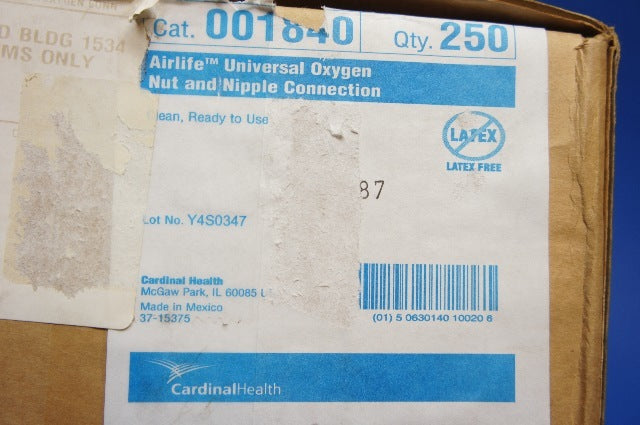 Cat. 001840
Qty. 250
BLDG 1534
MS ONLY
Airlife™ Universal Oxygen
Nut and Nipple Connection
Clean, Ready to Use
LATEX
LATEX FREE
87
Lot No. Y4S0347
Cardinal Health
McGaw Park, IL 60085
Made in Mexico
37-15375
(01) 5 0630140 10020 6
CardinalHealth